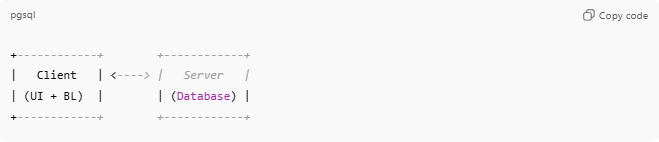 pgsql Copy code
+------------+        +------------+
|   Client   | <----> |   Server   |
| (UI + BL)  |        | (Database) |
+------------+        +------------+